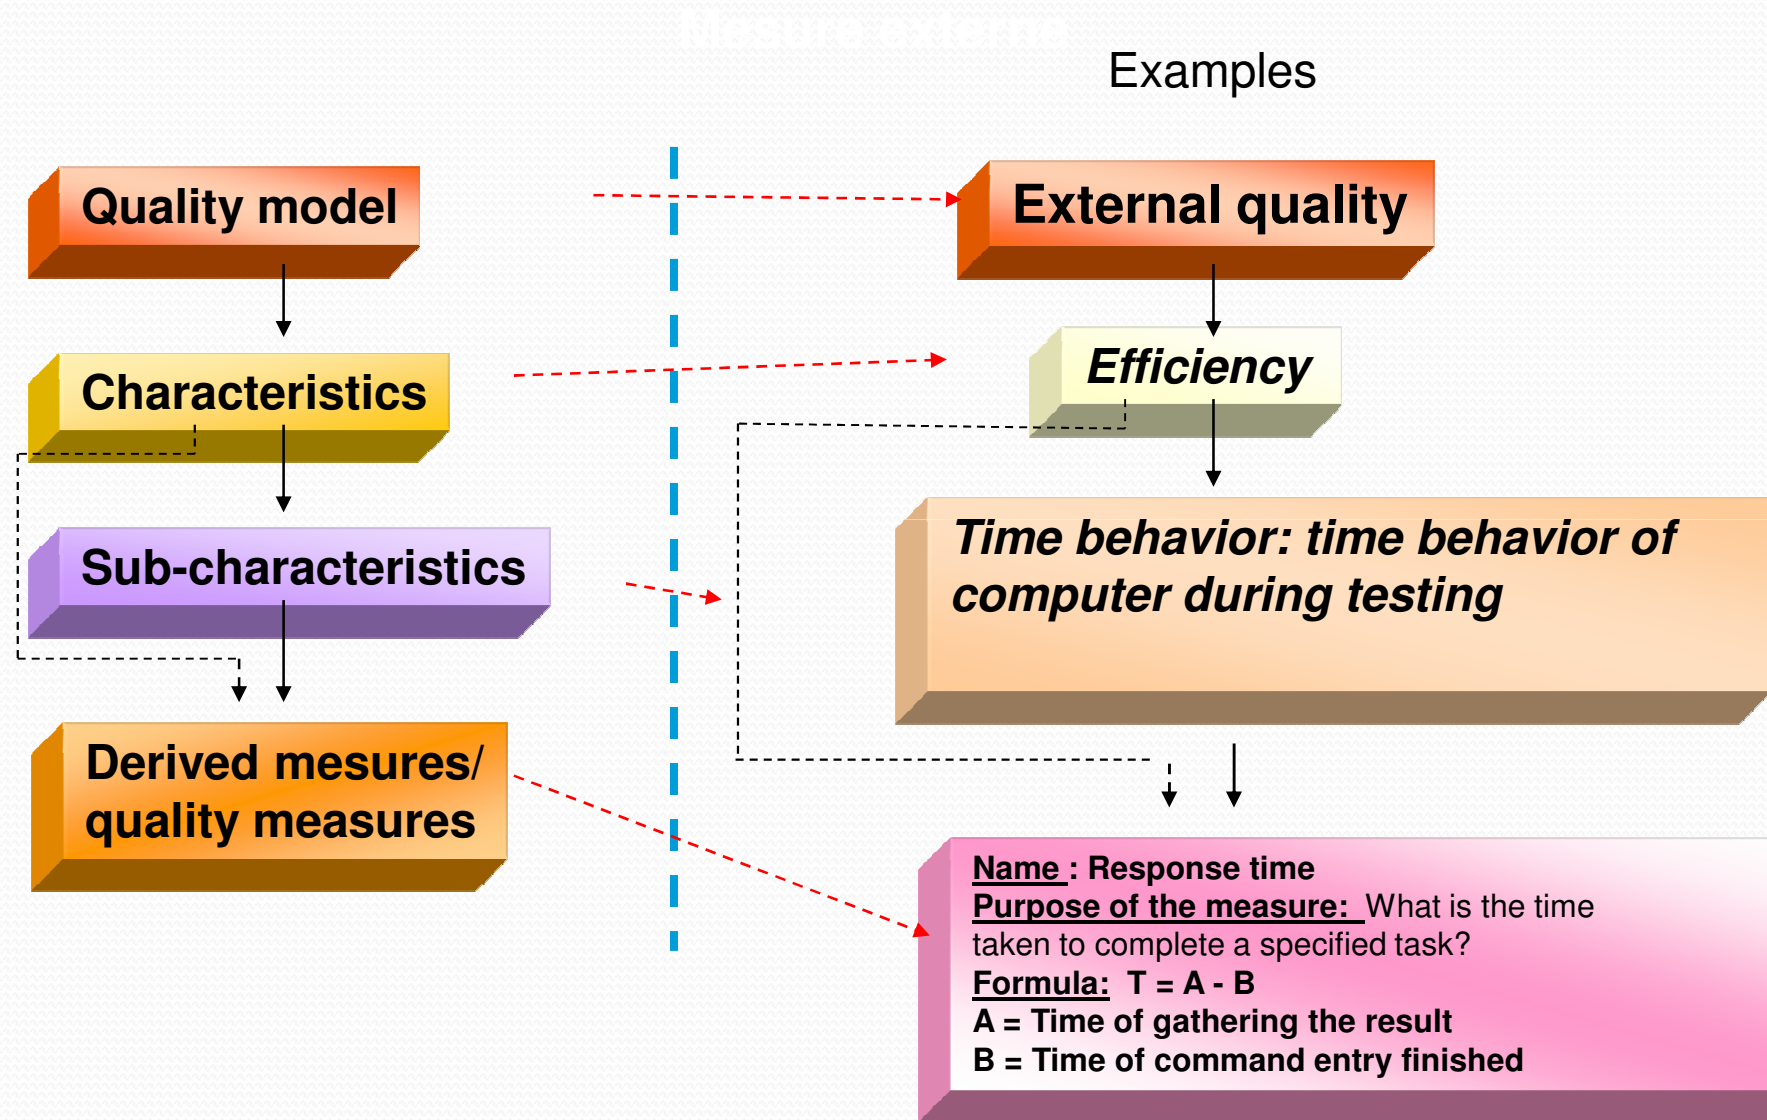 Mesure externe
Examples
Quality model
External quality
Characteristics
Efficiency
Sub-characteristics
Time behavior: time behavior of
computer during testing
Derived mesures/
quality measures
Name : Response time
Purpose of the measure: What is the time
taken to complete a specified task?
Formula: T = A - B
A = Time of gathering the result
B = Time of command entry finished